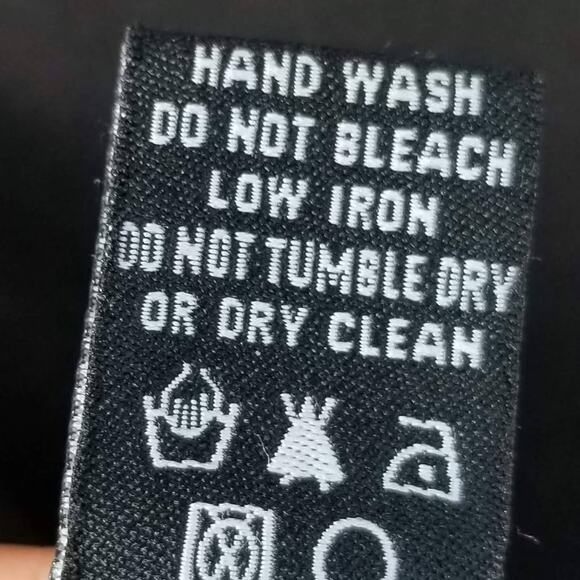 HAND WASH
DO NOT BLEACH
LOW IRON
DO NOT TUMBLE DRY
OR DRY CLEAN